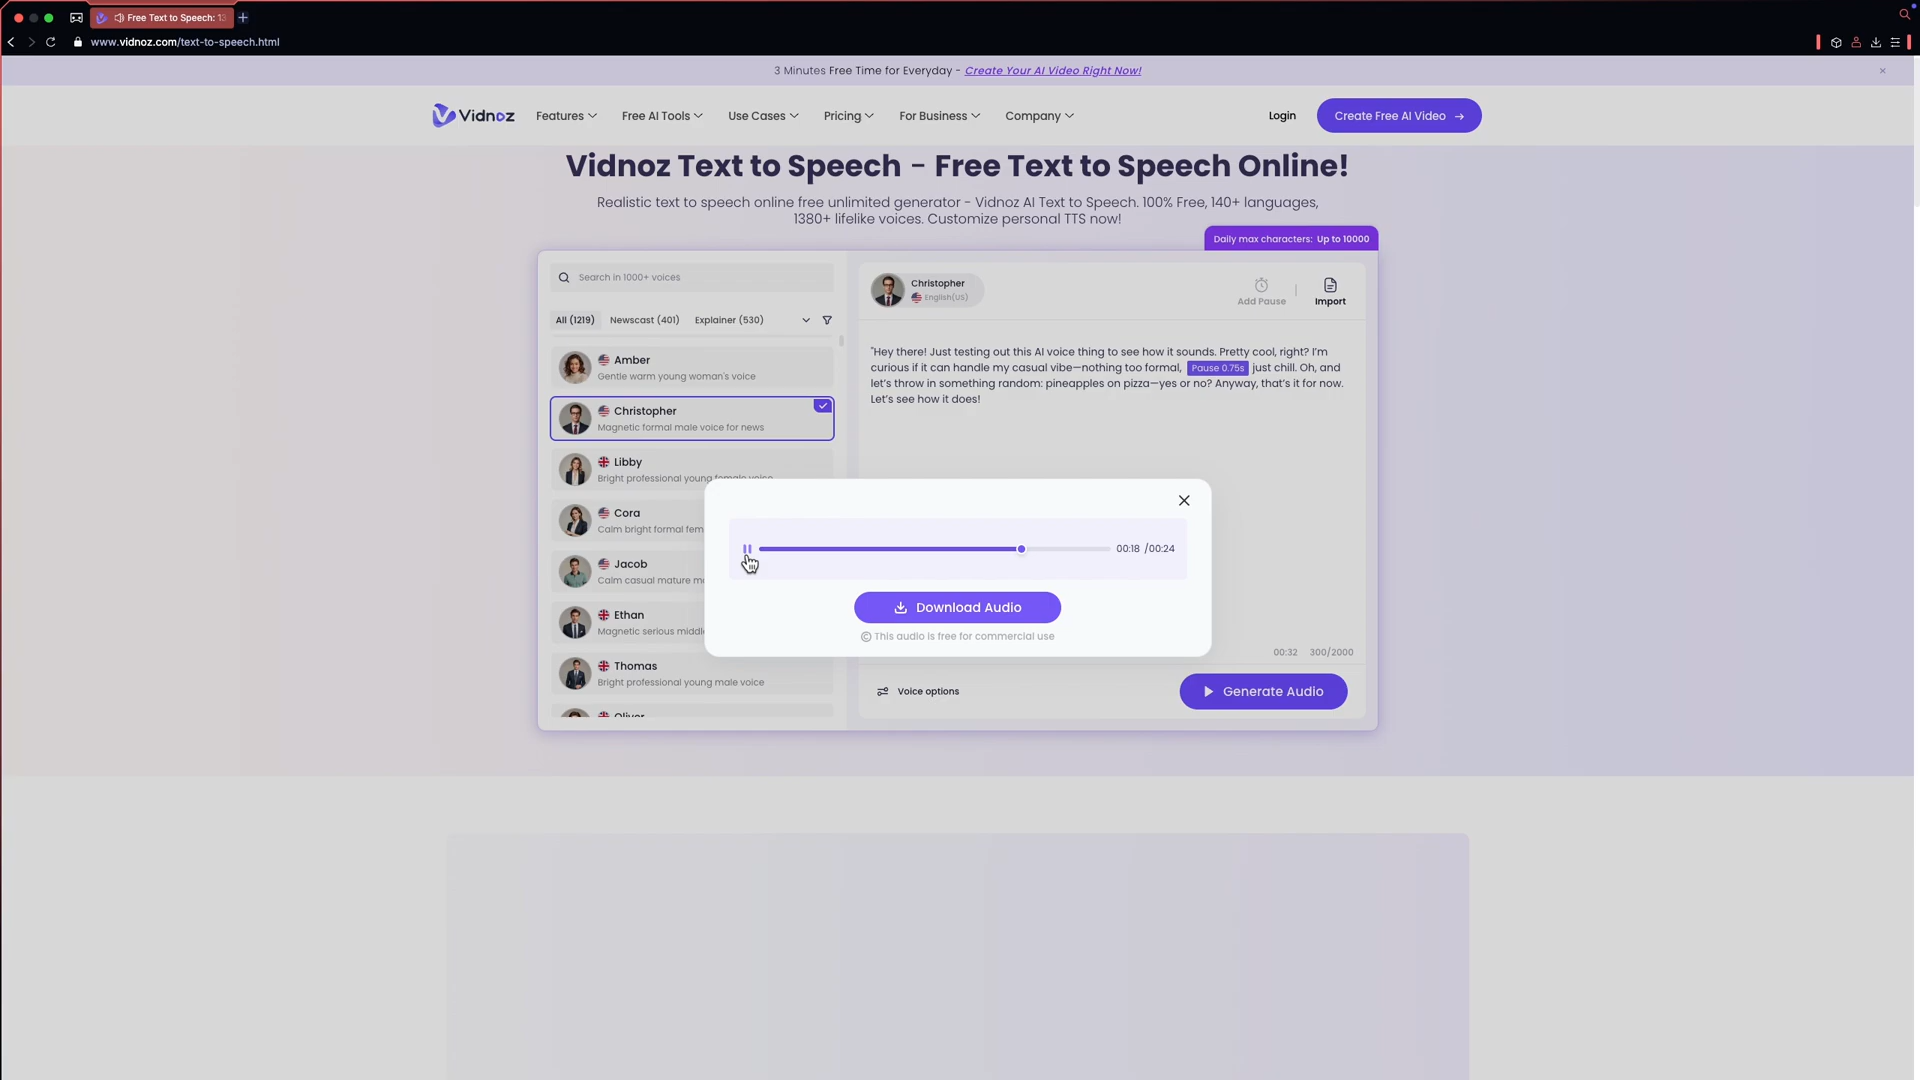 Free Text to Speech: 1
www.vidnoz.com/text-to-speech.html
3 Minutes Free Time for Everyday - Create Your AI Video Right Now!
Vidnoz
Features
Free AI Tools
Use Cases
Pricing
For Business
Company
Login
Create Free AI Video
Vidnoz Text to Speech - Free Text to Speech Online!
Realistic text to speech online free unlimited generator - Vidnoz AI Text to Speech. 100% Free, 140+ languages,
1380+ lifelike voices. Customize personal TTS now!
Daily max characters: Up to 10000
Search in 1000+ voices
All (1219)
Newscast (401)
Explainer (530)
Amber
Gentle warm young woman's voice
Christopher
Magnetic formal male voice for news
Libby
Bright professional young female voice
Cora
Calm bright formal fem
Jacob
Calm casual mature m
Ethan
Magnetic serious middl
Thomas
Bright professional young male voice
Oliver
Christopher
English(US)
Add Pause
Import
"Hey there! Just testing out this AI voice thing to see how it sounds. Pretty cool, right? I'm
curious if it can handle my casual vibe—nothing too formal, Pause 0.75s just chill. Oh, and
let's throw in something random: pineapples on pizza—yes or no? Anyway, that's it for now.
Let's see how it does!
00:18 /00:24
Download Audio
© This audio is free for commercial use
00:32 300/2000
Voice options
Generate Audio